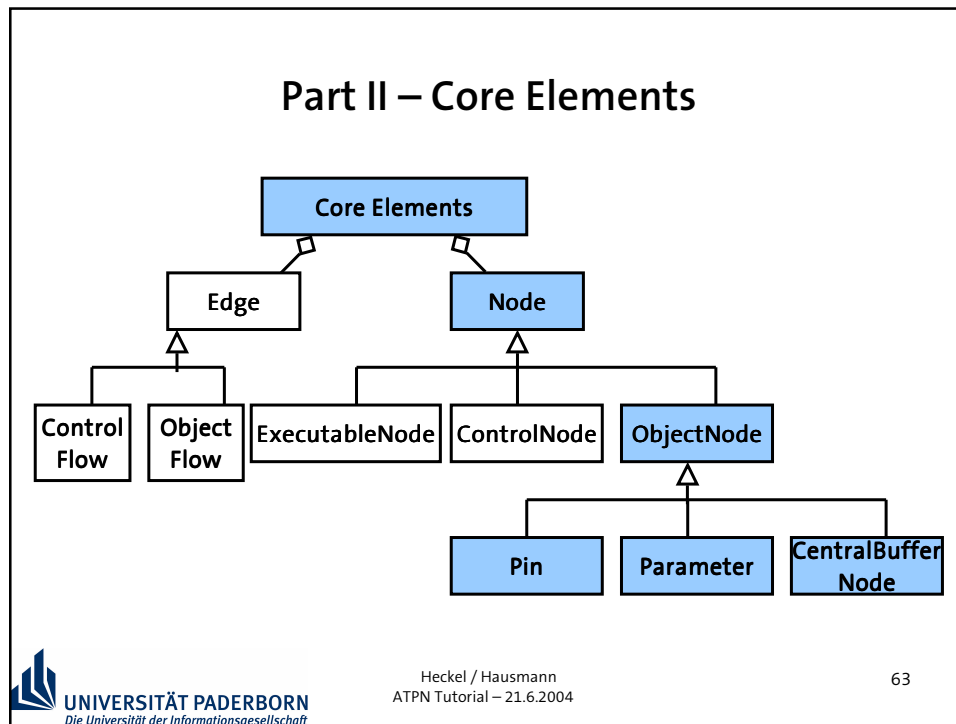 Part II – Core Elements
Core Elements
Edge
Node
Control
Flow
Object
Flow
ExecutableNode
ControlNode
ObjectNode
Pin
Parameter
CentralBuffer
Node
UNIVERSITÄT PADERBORN
Die Universität der Informationsgesellschaft
Heckel / Hausmann
ATPN Tutorial – 21.6.2004
63